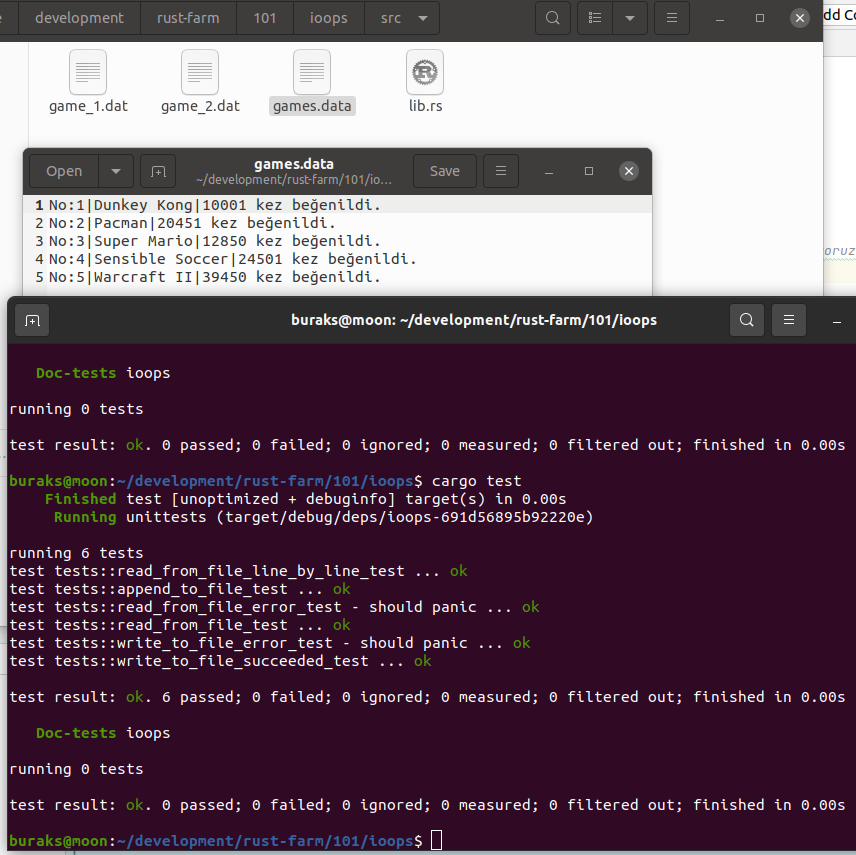 development rust-farm 101 ioops src
dd Co
game_1.dat game_2.dat games.data lib.rs
Open games.data Save
~/development/rust-farm/101/io...
1 No:1|Dunkey Kong|10001 kez beğenildi.
2 No:2|Pacman|20451 kez beğenildi.
3 No:3|Super Mario|12850 kez beğenildi.
4 No:4|Sensible Soccer|24501 kez beğenildi.
5 No:5|Warcraft II|39450 kez beğenildi.
oruz
buraks@moon: ~/development/rust-farm/101/ioops
Doc-tests ioops
running 0 tests
test result: ok. 0 passed; 0 failed; 0 ignored; 0 measured; 0 filtered out; finished in 0.00s
buraks@moon:~/development/rust-farm/101/ioops$ cargo test
Finished test [unoptimized + debuginfo] target(s) in 0.00s
Running unittests (target/debug/deps/ioops-691d56895b92220e)
running 6 tests
test tests::read_from_file_line_by_line_test ... ok
test tests::append_to_file_test ... ok
test tests::read_from_file_error_test - should panic ... ok
test tests::read_from_file_test ... ok
test tests::write_to_file_error_test - should panic ... ok
test tests::write_to_file_succeeded_test ... ok
test result: ok. 6 passed; 0 failed; 0 ignored; 0 measured; 0 filtered out; finished in 0.00s
Doc-tests ioops
running 0 tests
test result: ok. 0 passed; 0 failed; 0 ignored; 0 measured; 0 filtered out; finished in 0.00s
buraks@moon:~/development/rust-farm/101/ioops$